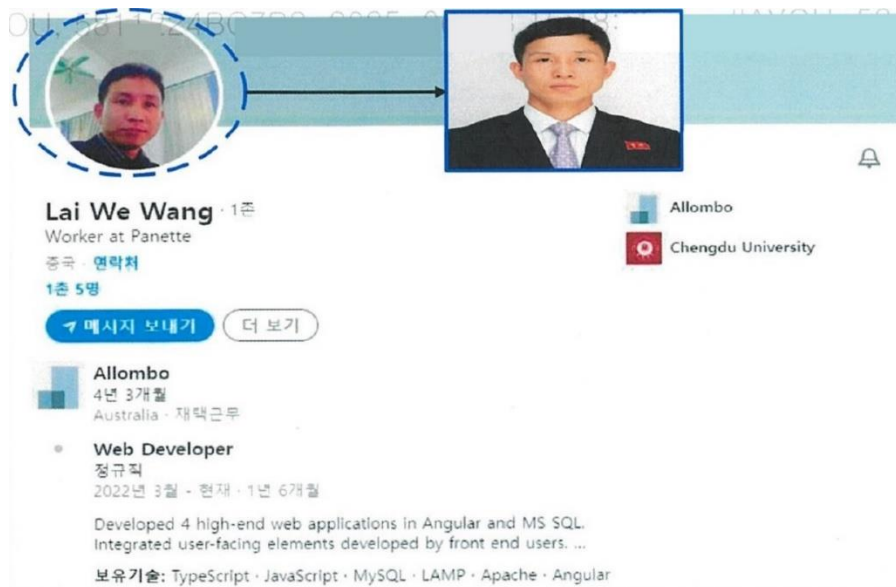 Lai We Wang · 1촌
Worker at Panette
중국 · 연락처
1촌 5명
메시지 보내기
더 보기
Allombo
Chengdu University
Allombo
4년 3개월
Australia · 재택근무
Web Developer
정규직
2022년 3월 - 현재 · 1년 6개월
Developed 4 high-end web applications in Angular and MS SQL.
Integrated user-facing elements developed by front end users. ...
보유기술: TypeScript · JavaScript · MySQL · LAMP · Apache · Angular